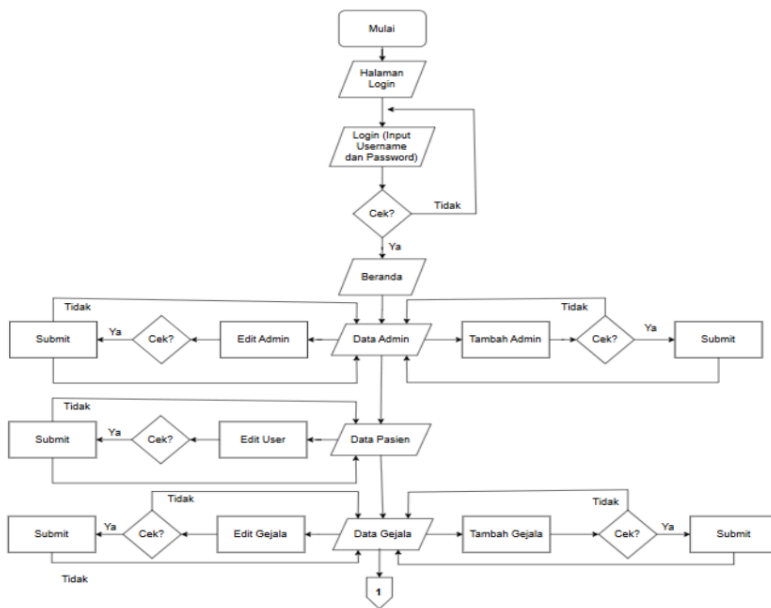 Mulai
Halaman
Login
Login (Input
Username
dan Password)
Cek?
Tidak
Ya
Beranda
Tidak
Tidak
Submit
Ya
Cek?
Edit Admin
Data Admin
Tambah Admin
Cek?
Ya
Submit
Tidak
Submit
Ya
Cek?
Edit User
Data Pasien
Tidak
Tidak
Submit
Ya
Cek?
Edit Gejala
Data Gejala
Tambah Gejala
Cek?
Ya
Submit
Tidak
1